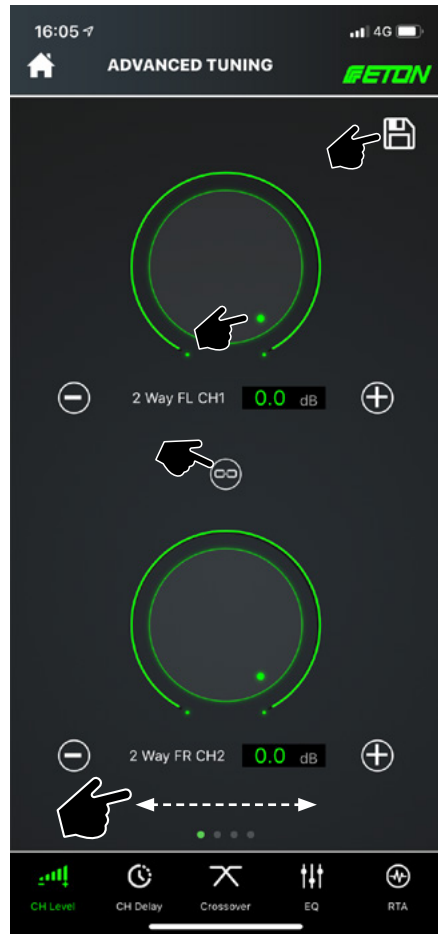 16:05 4G
ADVANCED TUNING ETON
2 Way FL CH1 0.0 dB
2 Way FR CH2 0.0 dB
CH Level CH Delay Crossover EQ RTA